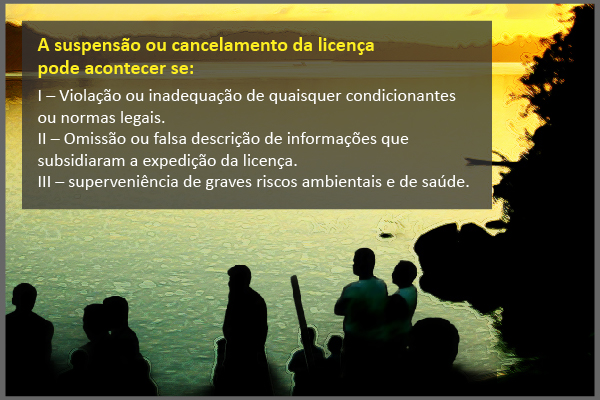 A suspensão ou cancelamento da licença
pode acontecer se:
I – Violação ou inadequação de quaisquer condicionantes
ou normas legais.
II – Omissão ou falsa descrição de informações que
subsidiaram a expedição da licença.
III – superveniência de graves riscos ambientais e de saúde.